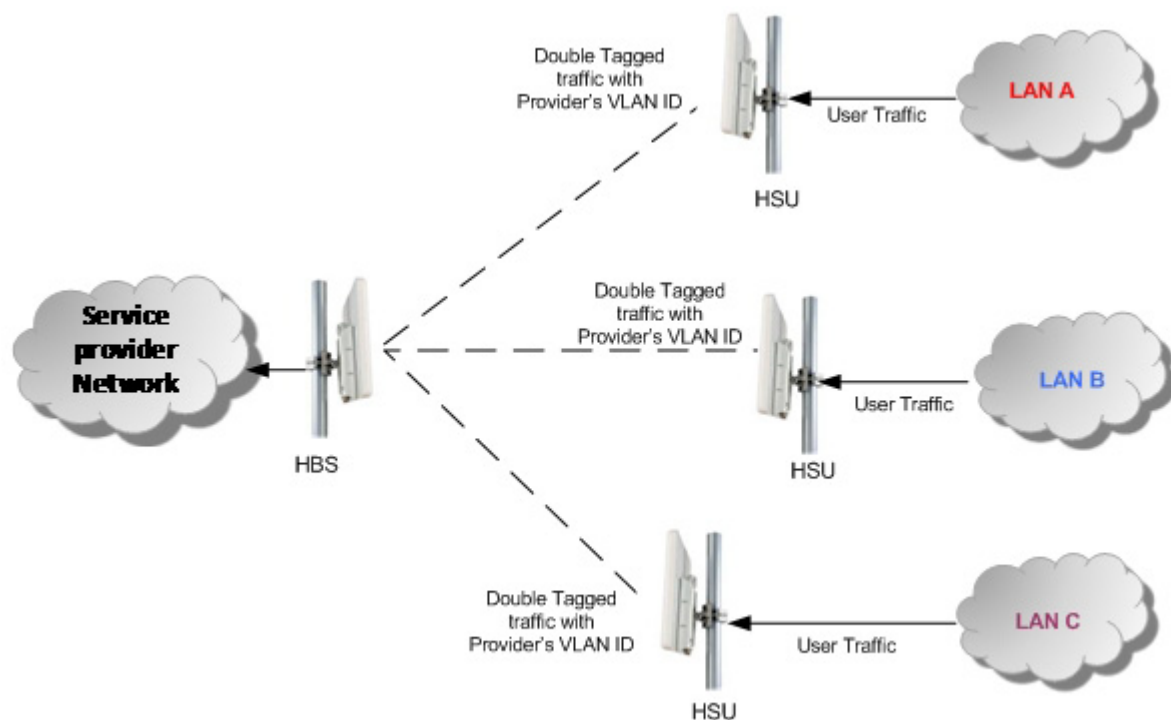 Double Tagged
traffic with
Provider's VLAN ID
LAN A
User Traffic
HSU
Service
provider
Network
HBS
Double Tagged
traffic with
Provider's VLAN ID
LAN B
User Traffic
HSU
Double Tagged
traffic with
Provider's VLAN ID
LAN C
User Traffic
HSU